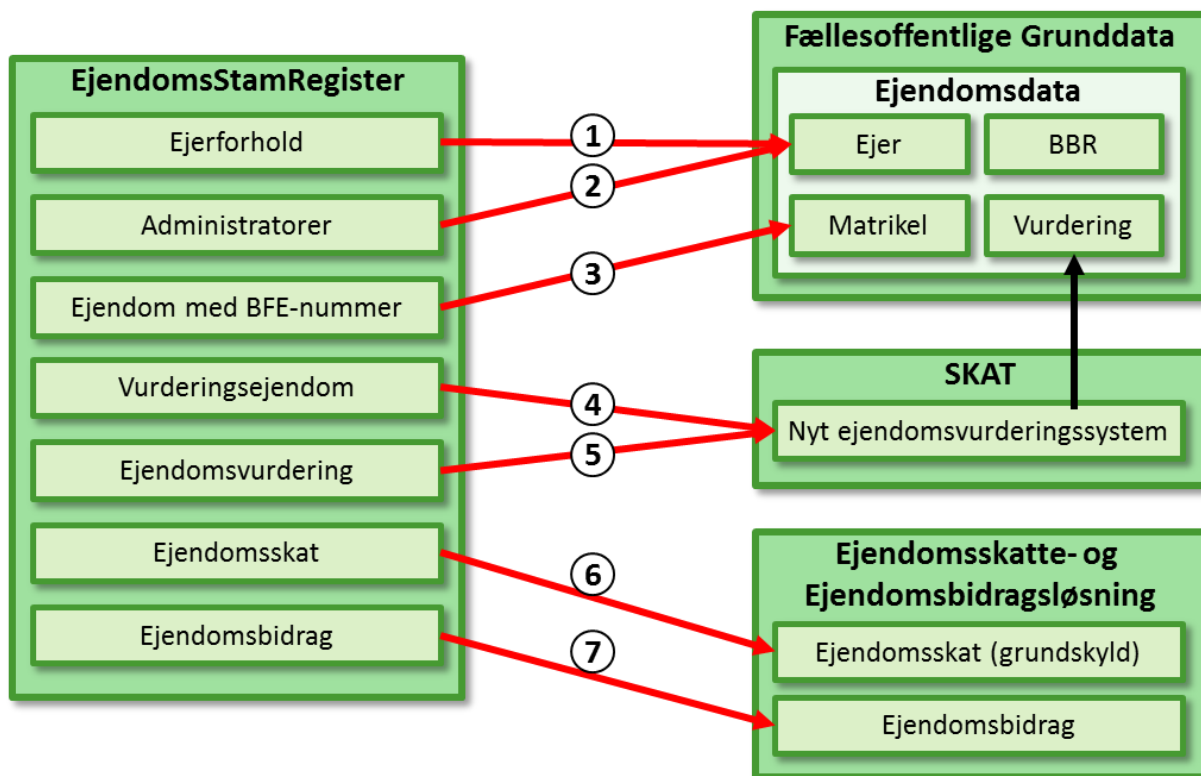 EjendomsStamRegister
Ejerforhold
Administratorer
Ejendom med BFE-nummer
Vurderingsejendom
Ejendomsvurdering
Ejendomsskat
Ejendomsbidrag
1
2
3
4
5
6
7
Fællesoffentlige Grunddata
Ejendomsdata
Ejer
BBR
Matrikel
Vurdering
SKAT
Nyt ejendomsvurderingssystem
Ejendomsskatte- og
Ejendomsbidragsløsning
Ejendomsskat (grundskyld)
Ejendomsbidrag